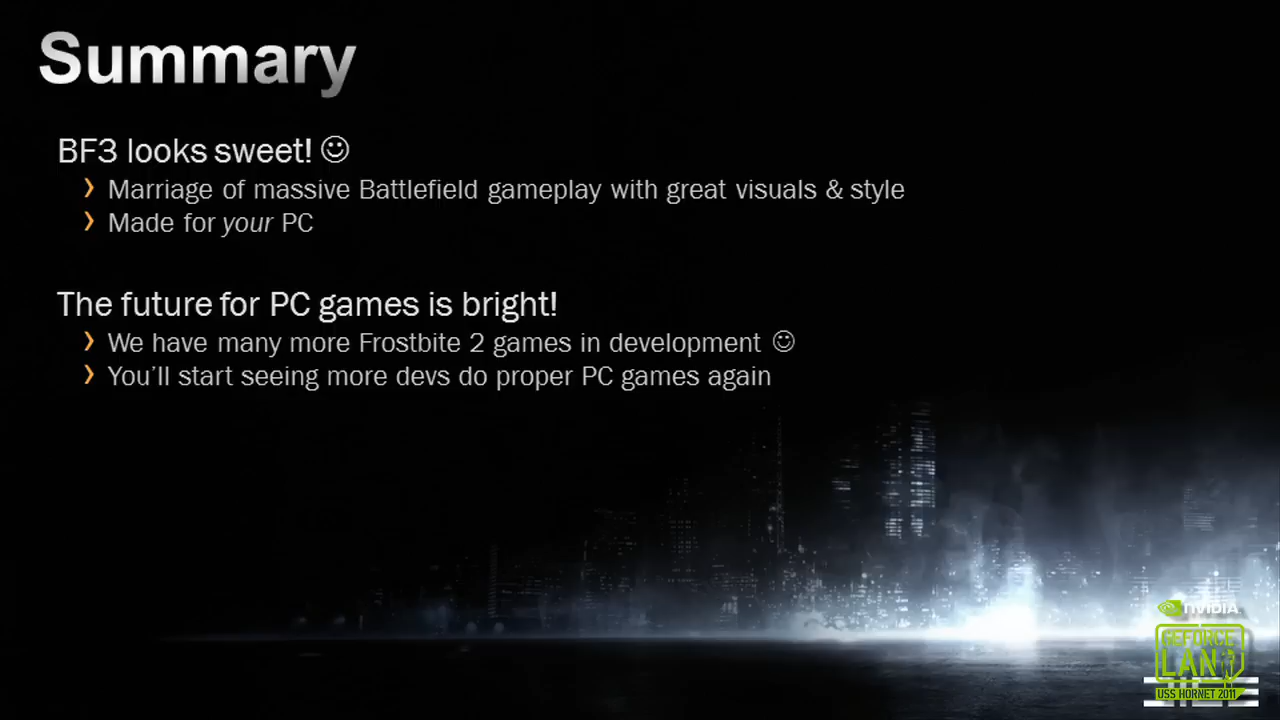 Summary
BF3 looks sweet! ☺
› Marriage of massive Battlefield gameplay with great visuals & style
› Made for your PC
The future for PC games is bright!
› We have many more Frostbite 2 games in development ☺
› You’ll start seeing more devs do proper PC games again
NVIDIA
GEFORCE
LAN
USS HORNET 2011